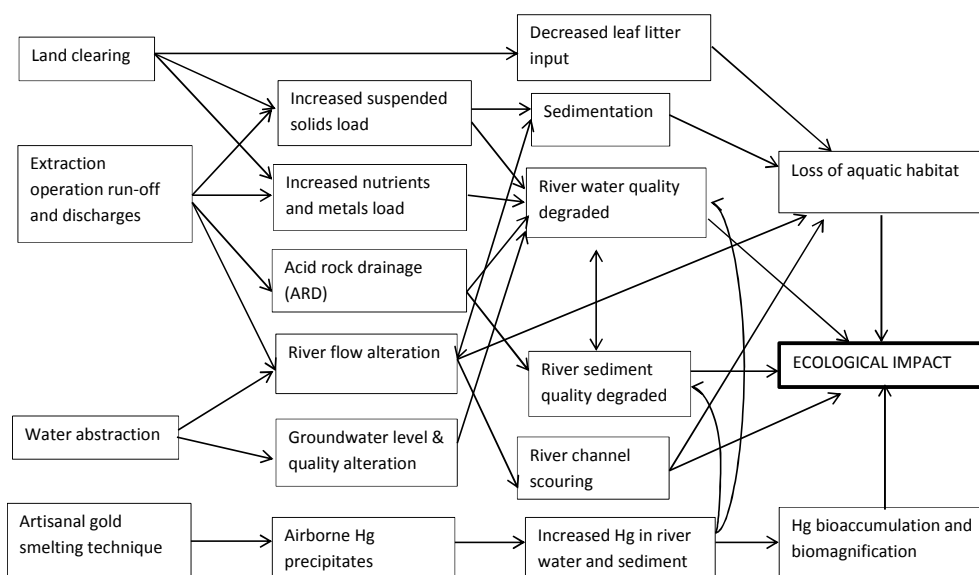 Land clearing
Decreased leaf litter
input
Increased suspended
solids load
Sedimentation
Extraction
operation run-off
and discharges
Increased nutrients
and metals load
River water quality
degraded
Loss of aquatic habitat
Acid rock drainage
(ARD)
River flow alteration
River sediment
quality degraded
ECOLOGICAL IMPACT
Water abstraction
Groundwater level &
quality alteration
River channel
scouring
Artisanal gold
smelting technique
Airborne Hg
precipitates
Increased Hg in river
water and sediment
Hg bioaccumulation and
biomagnification